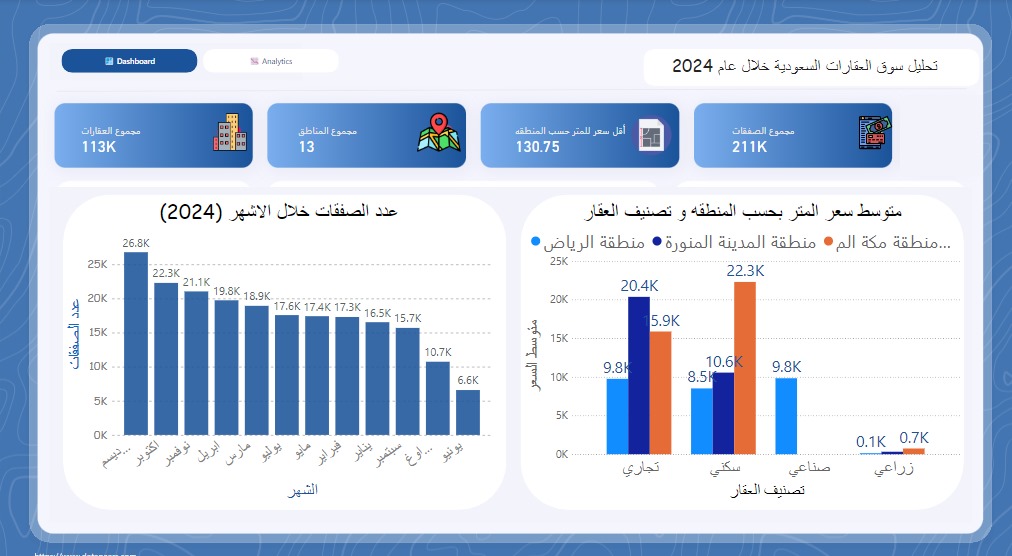 Dashboard
Analytics
تحليل سوق العقارات السعودية خلال عام 2024
مجموع العقارات
113K
مجموع المناطق
13
أقل سعر للمتر حسب المنطقه
130.75
مجموع الصفقات
211K
عدد الصفقات خلال الاشهر (2024)
عدد الصفقات
25K
20K
15K
10K
5K
0K
26.8K
22.3K
21.1K
19.8K
18.9K
17.6K
17.4K
17.3K
16.5K
15.7K
10.7K
6.6K
ديسم...
اكتوبر
نوفمبر
ابريل
مارس
يوليو
مايو
فبراير
يناير
سبتمبر
اوغ...
يونيو
الشهر
متوسط سعر المتر بحسب المنطقه و تصنيف العقار
منطقة الرياض
منطقة المدينة المنورة
منطقة مكة الم...
متوسط السعر
25K
20K
15K
10K
5K
0K
9.8K
20.4K
15.9K
8.5K
10.6K
22.3K
9.8K
0.1K
0.7K
تجاري
سكني
صناعي
زراعي
تصنيف العقار